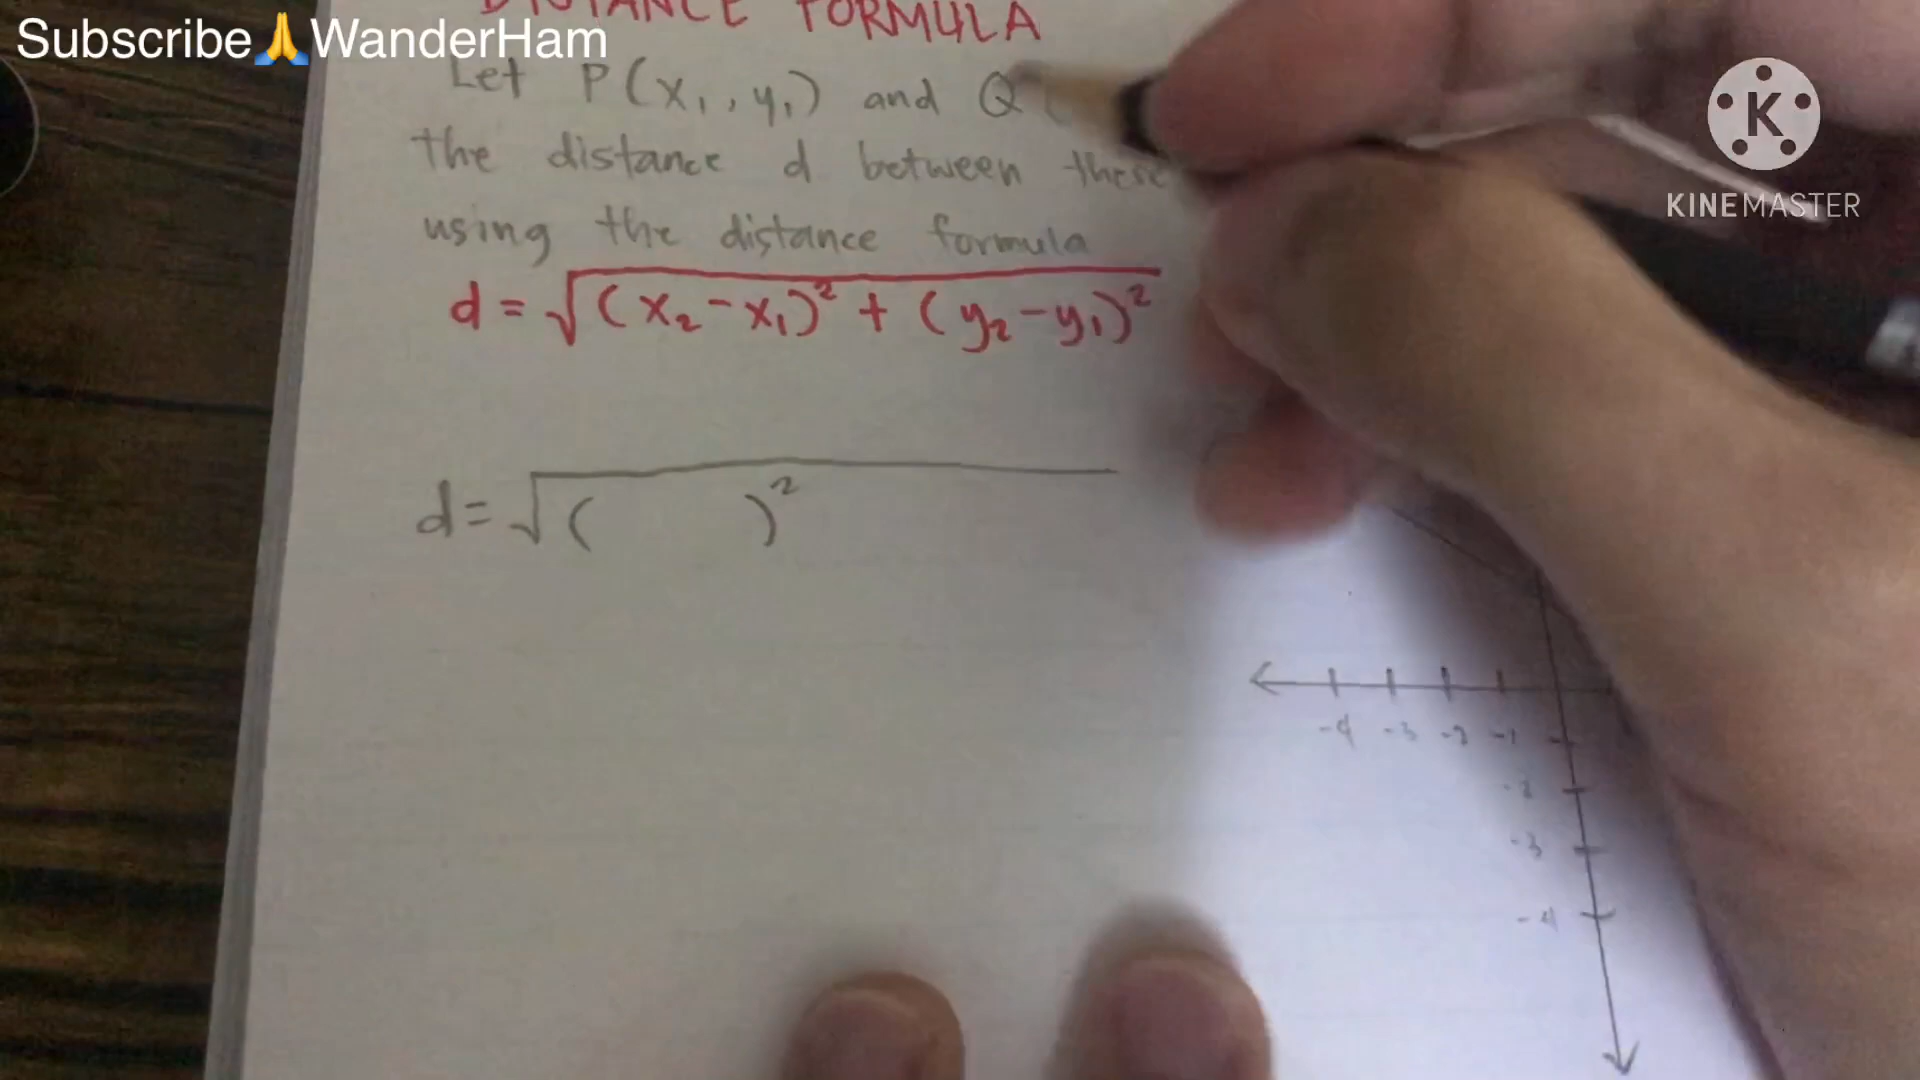 DISTANCE FORMULA
Subscribe🙏WanderHam
Let P(x₁, y₁) and Q(
the distance d between these
using the distance formula
d = √(x₂ - x₁)² + (y₂ - y₁)²
d = √( )²
K
KINEMASTER
-4 -3 -2 -1
-2
-3
-4